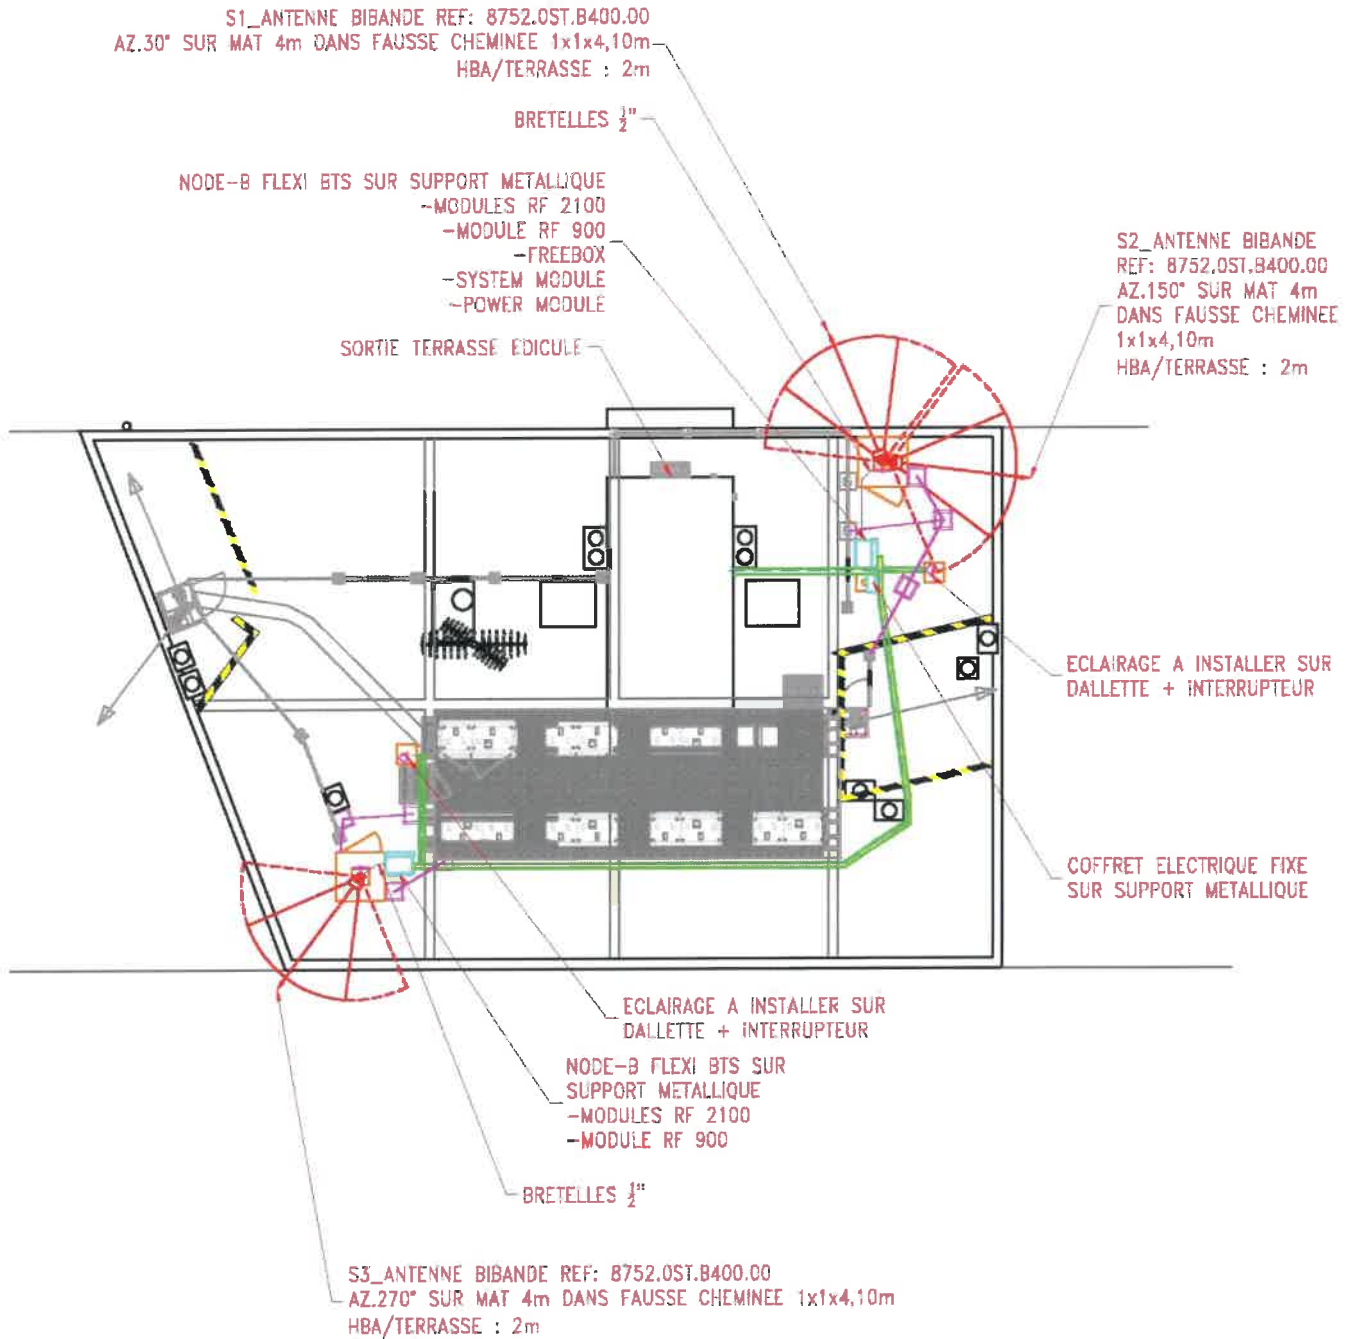 S1_ANTENNE BIBANDE REF: 8752.0ST.B400.00
AZ.30° SUR MAT 4m DANS FAUSSE CHEMINEE 1x1x4,10m
HBA/TERRASSE : 2m
BRETELLES ½"
NODE-B FLEXI BTS SUR SUPPORT METALLIQUE
-MODULES RF 2100
-MODULE RF 900
-FREEBOX
-SYSTEM MODULE
-POWER MODULE
SORTIE TERRASSE EDICULE
S2_ANTENNE BIBANDE
REF: 8752.0ST.B400.00
AZ.150° SUR MAT 4m
DANS FAUSSE CHEMINEE
1x1x4,10m
HBA/TERRASSE : 2m
ECLAIRAGE A INSTALLER SUR
DALLETTE + INTERRUPTEUR
COFFRET ELECTRIQUE FIXE
SUR SUPPORT METALLIQUE
ECLAIRAGE A INSTALLER SUR
DALLETTE + INTERRUPTEUR
NODE-B FLEXI BTS SUR
SUPPORT METALLIQUE
-MODULES RF 2100
-MODULE RF 900
BRETELLES ½"
S3_ANTENNE BIBANDE REF: 8752.0ST.B400.00
AZ.270° SUR MAT 4m DANS FAUSSE CHEMINEE 1x1x4,10m
HBA/TERRASSE : 2m